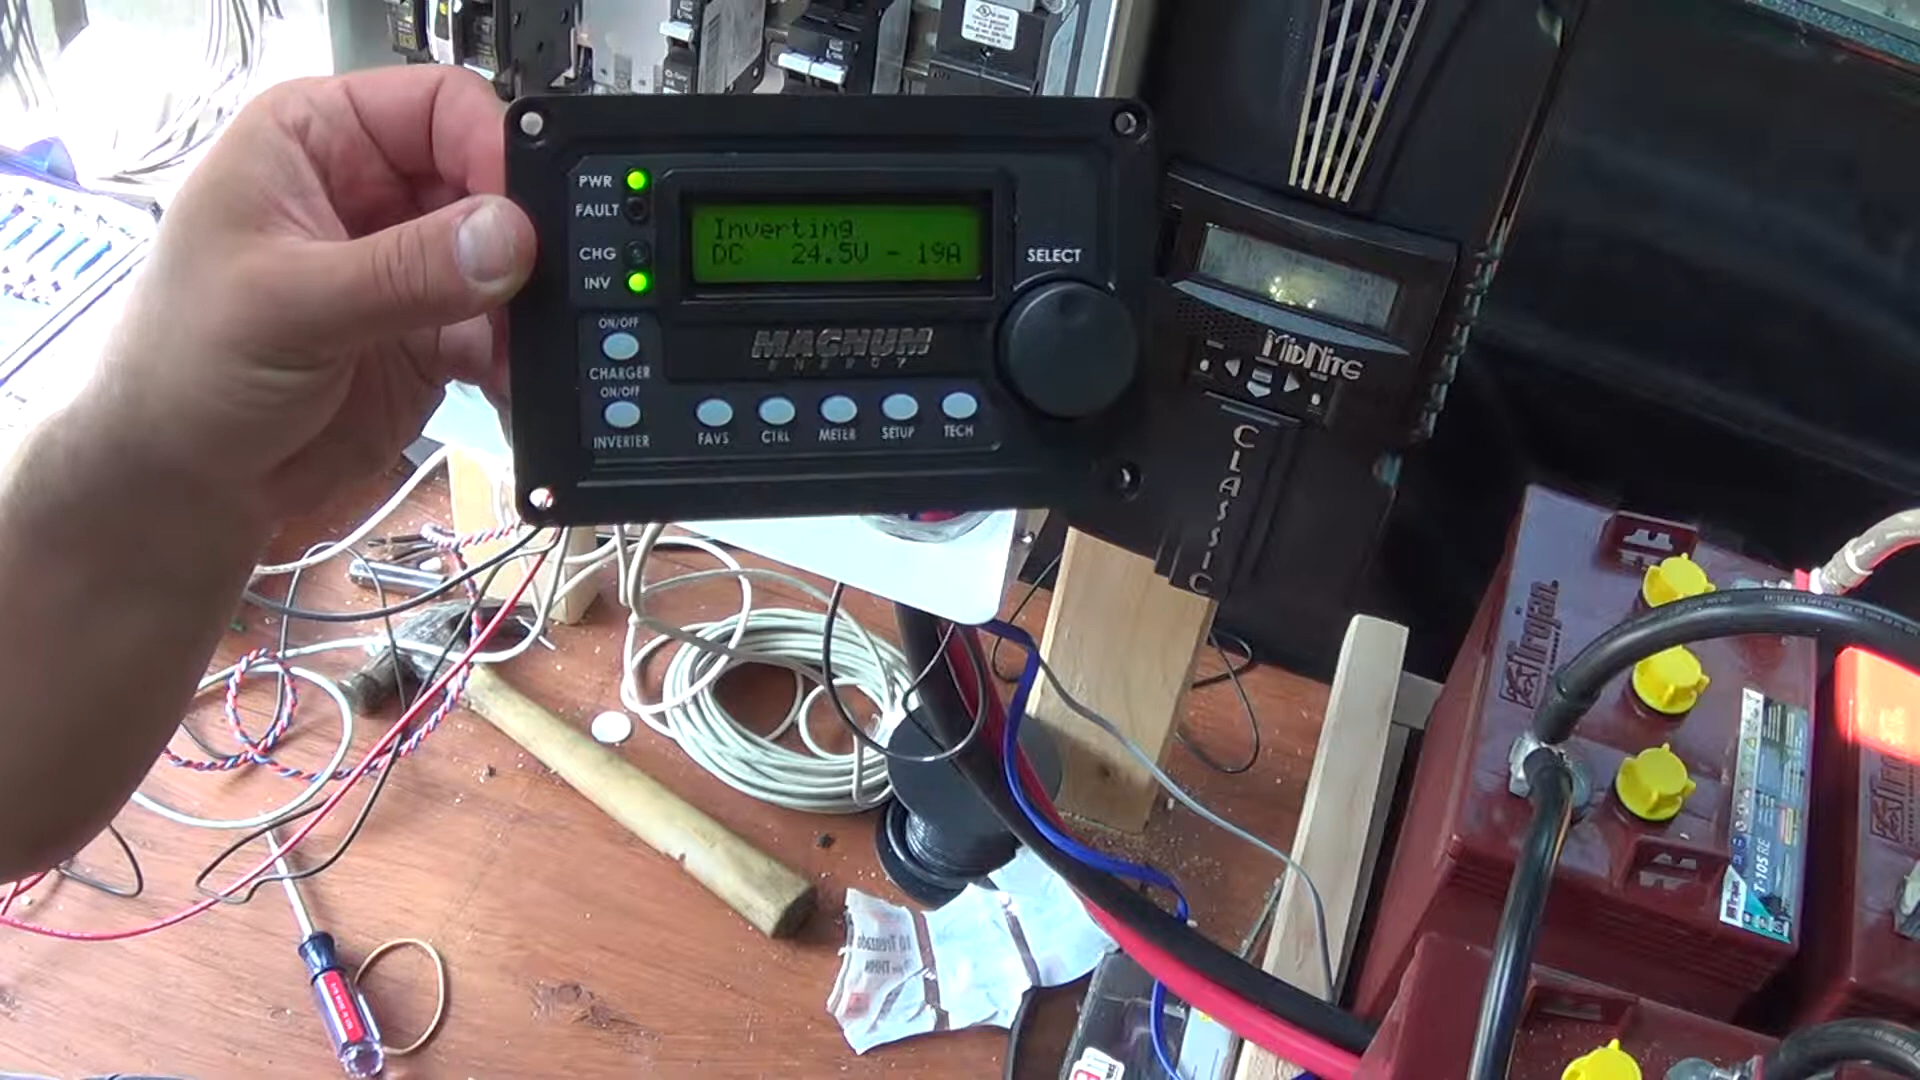 PWR
FAULT
CHG
INV
Inverting
DC 24.5V - 19A
SELECT
ON/OFF
CHARGER
ON/OFF
INVERTER
MAGNUM
ENERGY
FAVS
CTRL
METER
SETUP
TECH
MIDNITE
CLASSIC
Trojan
T-105 RE